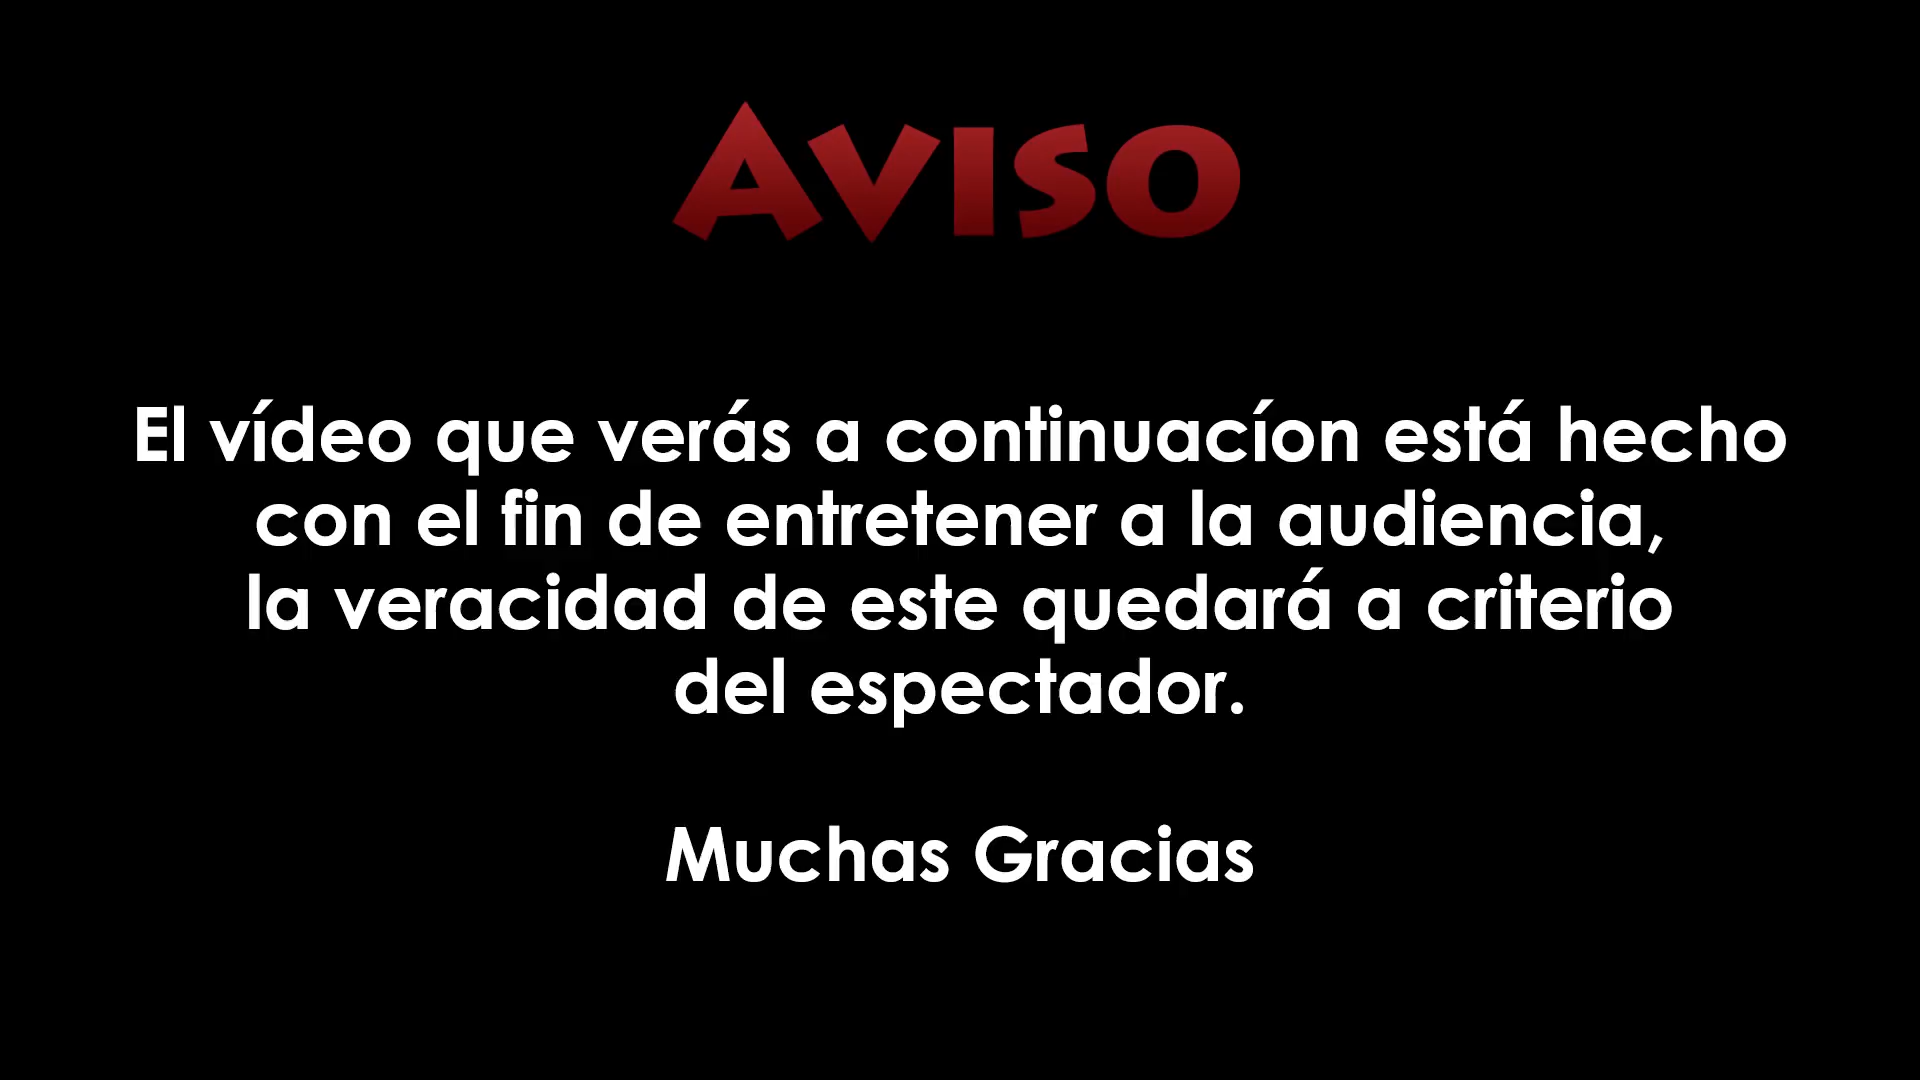 Aviso
El vídeo que verás a continuacíon está hecho
con el fin de entretener a la audiencia,
la veracidad de este quedará a criterio
del espectador.
Muchas Gracias